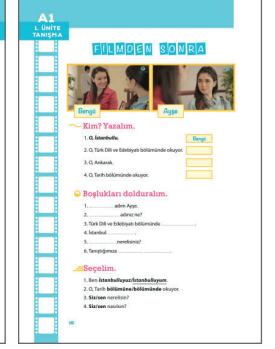 A1
1. ÜNİTE
TANIŞMA
FİLMDEN SONRA
Bengü
Ayşe
Kim? Yazalım.
1. O, İstanbullu.
Bengü
2. O, Türk Dili ve Edebiyatı bölümünde okuyor.
3. O, Ankaralı.
4. O, Tarih bölümünde okuyor.
Boşlukları dolduralım.
1. .................. adım Ayşe.
2. .................. adınız ne?
3. Türk Dili ve Edebiyatı bölümünde ..................
4. İstanbul ..................
5. .................. nerelisiniz?
6. Tanıştığımıza ..................
Seçelim.
1. Ben İstanbulluyuz/İstanbulluyum.
2. O, Tarih bölümüne/bölümünde okuyor.
3. Siz/sen nerelisin?
4. Siz/sen nasılsın?